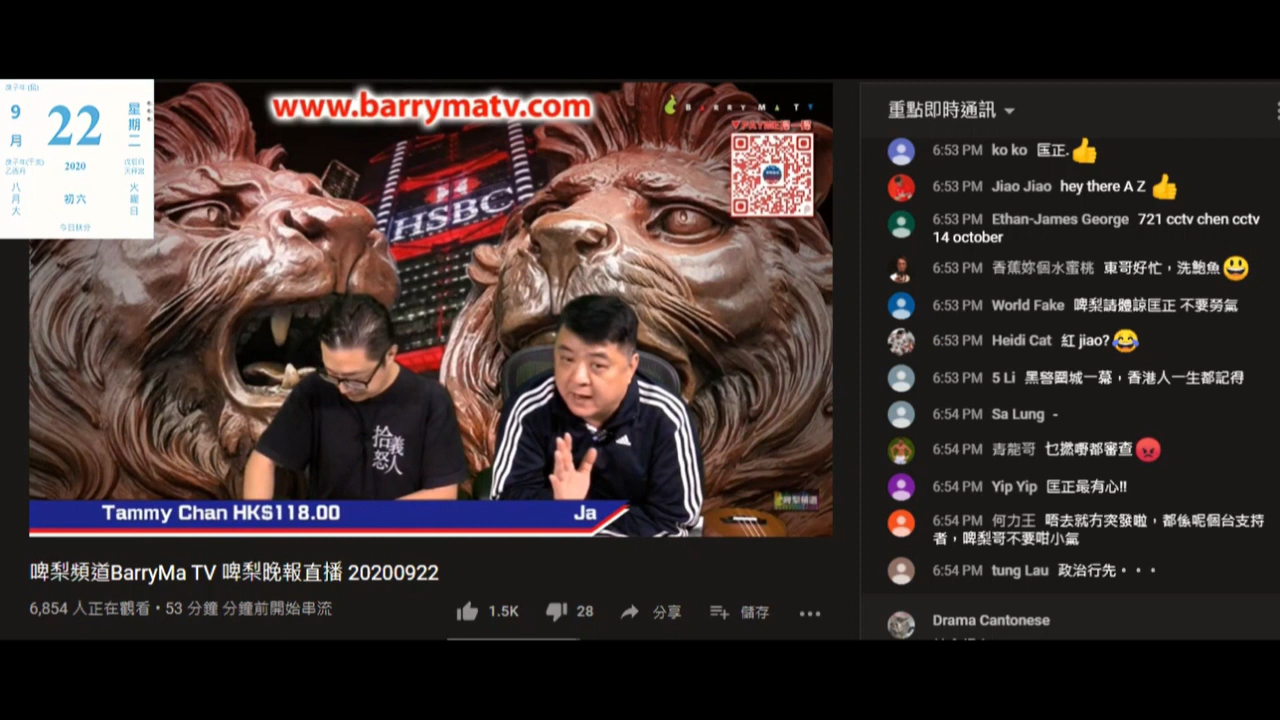 庚子年
9
月
22
2020
星
期
二
初六
八
月
大
火
曜
日
今日秋分
www.barrymatv.com
BARRYMATV
HSBC
拾義
怒人
Tammy Chan HK$118.00
Ja
啤梨頻道
啤梨頻道BarryMa TV 啤梨晚報直播 20200922
6,854 人正在觀看・53 分鐘 分鐘前開始串流
1.5K
28
分享
儲存
重點即時通訊
6:53 PM ko ko 匡正.👍
6:53 PM Jiao Jiao hey there A Z 👍
6:53 PM Ethan-James George 721 cctv chen cctv
14 october
6:53 PM 香蕉妳個水蜜桃 東哥好忙，洗鮑魚😃
6:53 PM World Fake 啤梨請體諒匡正 不要勞氣
6:53 PM Heidi Cat 紅 jiao?😂
6:53 PM 5 Li 黑警圍城一幕，香港人一生都記得
6:54 PM Sa Lung -
6:54 PM 青龍哥 乜撚嘢都審查😡
6:54 PM Yip Yip 匡正最有心!!
6:54 PM 何力王 唔去就冇突發啦，都係呢個台支持
者，啤梨哥不要咁小氣
6:54 PM tung Lau 政治行先・・・
Drama Cantonese